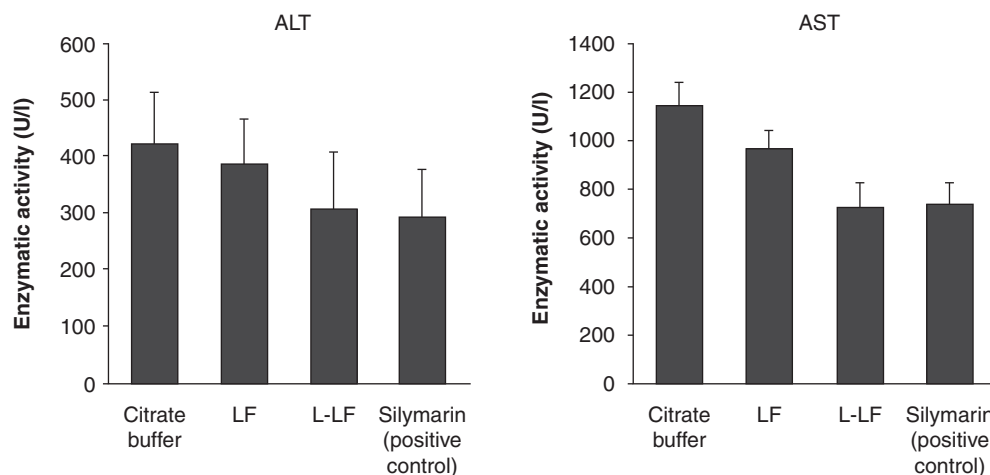 ALT
Enzymatic activity (U/l)
600
500
400
300
200
100
0
Citrate
buffer
LF
L-LF
Silymarin
(positive
control)
AST
Enzymatic activity (U/l)
1400
1200
1000
800
600
400
200
0
Citrate
buffer
LF
L-LF
Silymarin
(positive
control)